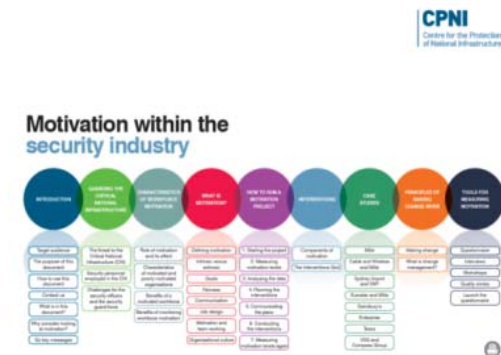 CPNI
Centre for the Protection
of National Infrastructure
Motivation within the
security industry
INTRODUCTION
GUARDING THE
CRITICAL
NATIONAL
INFRASTRUCTURE
CHARACTERISTICS
OF WORKFORCE
MOTIVATION
WHAT IS
MOTIVATION?
HOW TO RUN A
MOTIVATION
PROJECT
INTERVENTIONS
CASE
STUDIES
PRINCIPLES OF
MAKING
CHANGE
TOOLS FOR
MEASURING
MOTIVATION
Target audience
The purpose of this
document
How to use this
document
Contact us
What is in this
document?
Why consider looking
at motivation?
Six key messages
The threat to the
Critical National
Infrastructure (CNI)
Security personnel
employed in the CNI
Challenges for the
security officers
and the security
guard force
Role of motivation
and its effect
Characteristics
of motivated and
poorly motivated
organisations
Benefits of a
motivated workforce
Benefits of monitoring
workforce motivation
Defining motivation
Intrinsic versus
extrinsic
Goals
Fairness
Communication
Job design
Motivation and
team working
Organisational culture
1: Starting the project
2: Measuring
motivation levels
3: Analysing the data
4: Planning the
interventions
5: Communicating
the plans
6: Conducting
the interventions
7: Measuring
motivation levels again
Components of
motivation
The Interventions Tool
Mitie
Cable and Wireless
and Mitie
Sydney Airport
and SNP
Eurostar and Mitie
Sainsbury's
Enterprise
Tesco
VSG and
Compass Group
Making change
What is change
management?
Questionnaire
Interviews
Workshops
Quality circles
Launch the
questionnaire